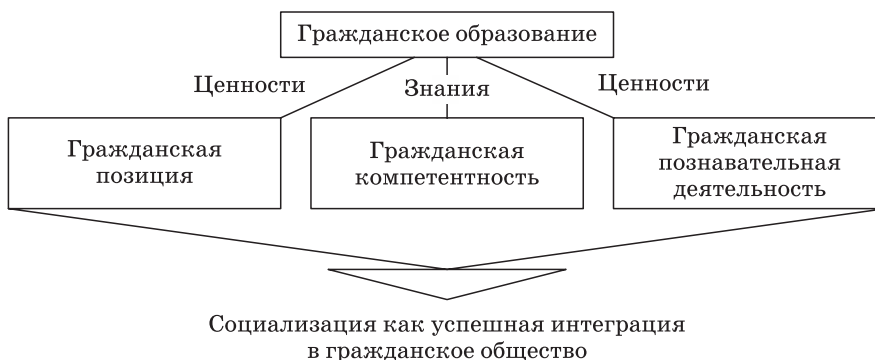 Гражданское образование
Ценности
Знания
Ценности
Гражданская
позиция
Гражданская
компетентность
Гражданская
познавательная
деятельность
Социализация как успешная интеграция
в гражданское общество